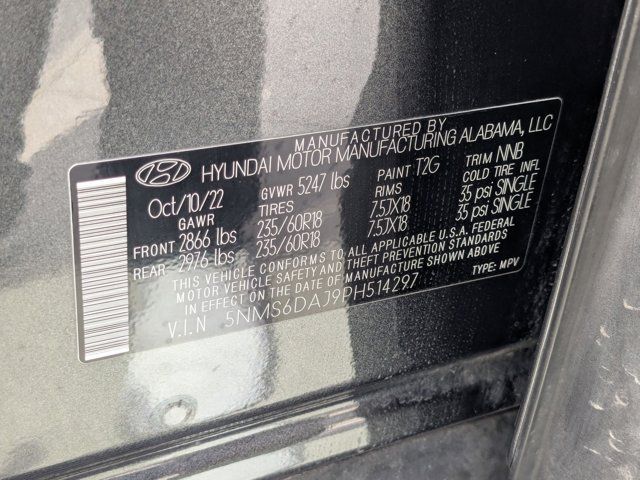 MANUFACTURED BY
HYUNDAI MOTOR MANUFACTURING ALABAMA, LLC
Oct/10/22 GVWR 5247 lbs PAINT T2G TRIM NNB
GAWR TIRES RIMS COLD TIRE INFL
FRONT 2866 lbs 235/60R18 7.5JX18 35 psi SINGLE
REAR 2976 lbs 235/60R18 7.5JX18 35 psi SINGLE
THIS VEHICLE CONFORMS TO ALL APPLICABLE U.S.A. FEDERAL
MOTOR VEHICLE SAFETY AND THEFT PREVENTION STANDARDS
IN EFFECT ON THE DATE OF MANUFACTURE SHOWN ABOVE
V.I.N 5NMS6DAJ9PH514297 TYPE: MPV